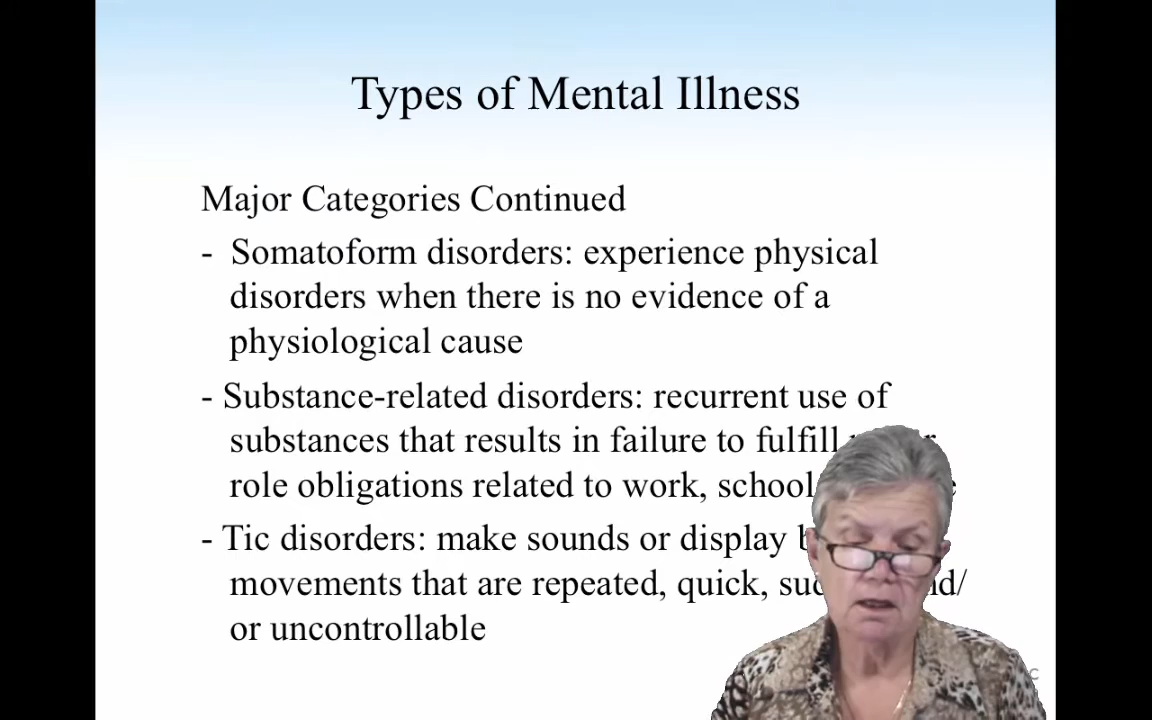 Types of Mental Illness
Major Categories Continued
- Somatoform disorders: experience physical
disorders when there is no evidence of a
physiological cause
- Substance-related disorders: recurrent use of
substances that results in failure to fulfill
role obligations related to work, school
- Tic disorders: make sounds or display
movements that are repeated, quick,
or uncontrollable